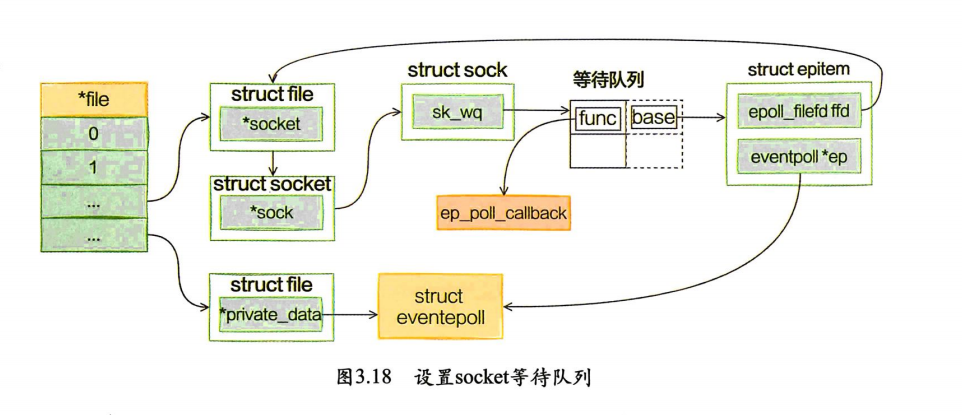 *file
0
1
...
...
struct file
*socket
struct socket
*sock
struct file
*private_data
struct sock
sk_wq
等待队列
func
base
ep_poll_callback
struct epitem
epoll_filefd ffd
eventpoll *ep
struct
eventepoll
图3.18 设置socket等待队列